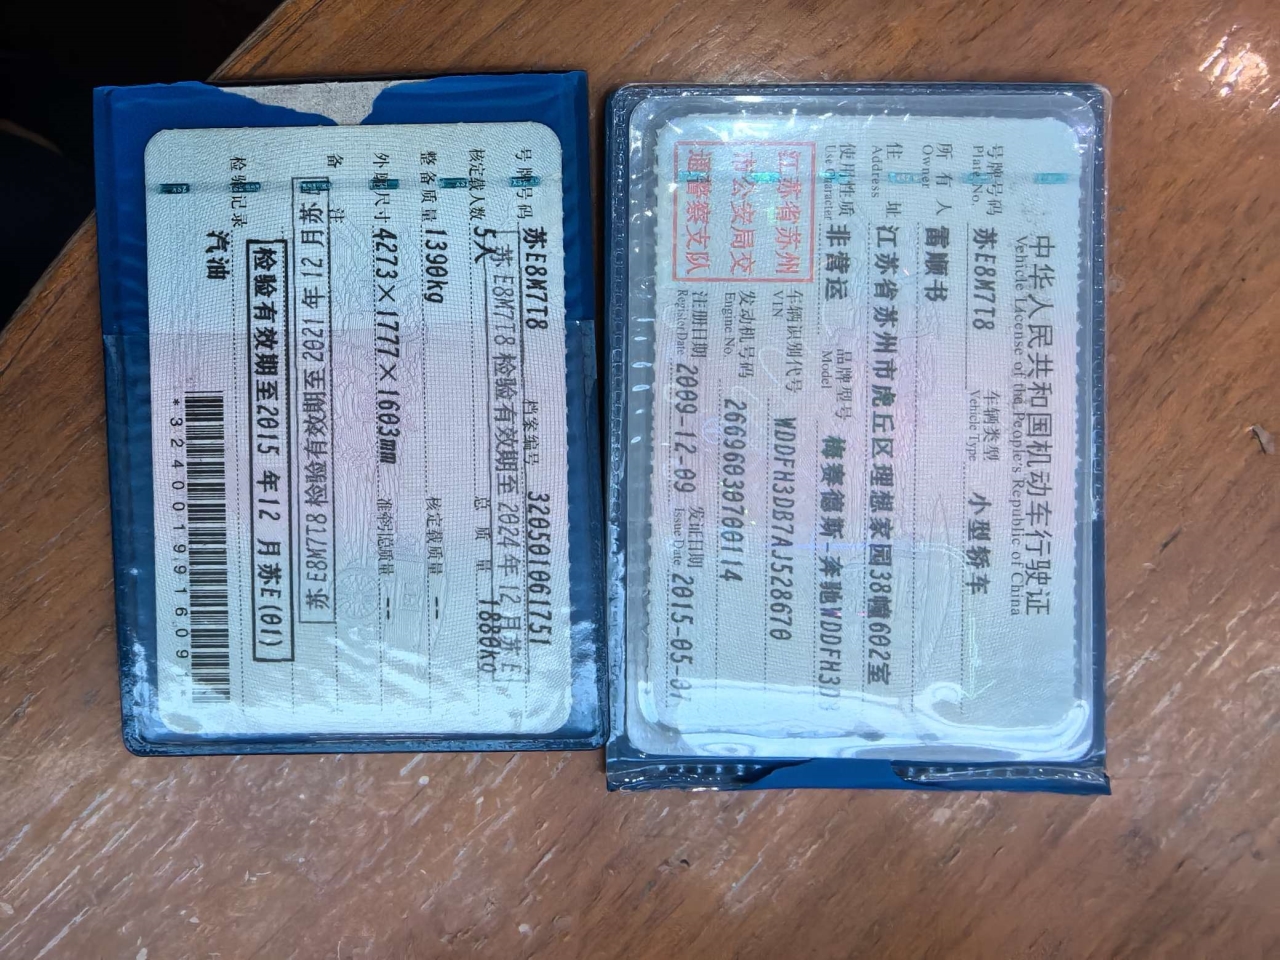 中华人民共和国机动车行驶证
Vehicle License of the People's Republic of China
号牌号码 苏E8M7T8 车辆类型 小型轿车
Plate No. Vehicle Type
所有人 雷顺书
Owner
住址 江苏省苏州市虎丘区理想家园38幢602室
Address
使用性质 非营运 品牌型号 梅赛德斯-奔驰WDDFH3D
Use Character Model
江苏省苏州
市公安局交
通警察支队
车辆识别代号 WDDFH3DB7AJ528670
VIN
发动机号码 26696030700114
Engine No.
注册日期 2009-12-09 发证日期 2015-05-01
Register Date Issue Date
号牌号码 苏E8M7T8 档案编号 320501061751
苏E8M7T8 检验有效期至 2024年12月苏E
核定载人数 5人 总质量 1880kg
整备质量 1390kg 核定载质量 --
外廓尺寸 4273×1777×1603mm 准牵引总质量 --
备注
苏E8M7T8 检验有效期至 2021年12月苏
检验有效期至2015年12月苏E(01)
检验记录
汽油
*3240019916091